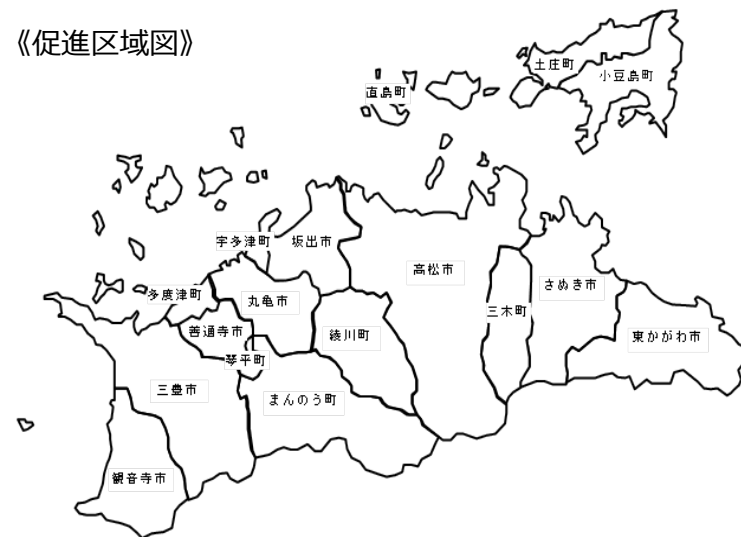 《促進区域図》
土庄町
小豆島町
直島町
宇多津町
坂出市
高松市
さぬき市
多度津町
丸亀市
三木町
善通寺市
綾川町
東かがわ市
琴平町
三豊市
まんのう町
観音寺市